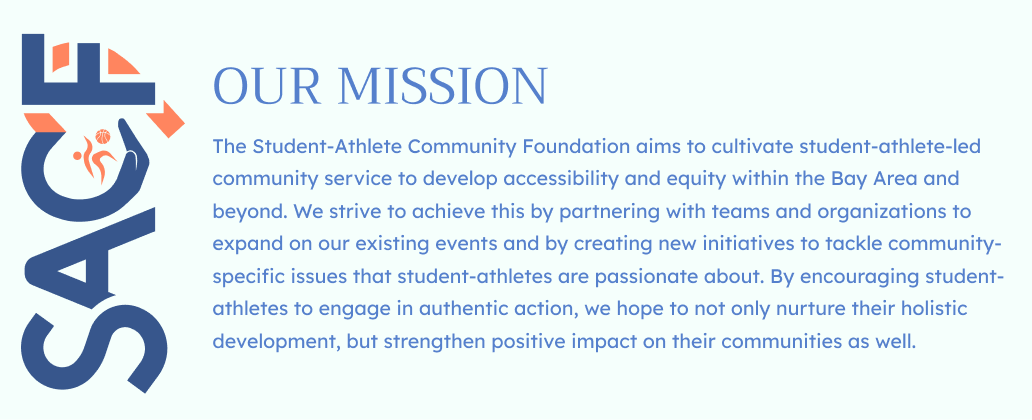 SACF
OUR MISSION
The Student-Athlete Community Foundation aims to cultivate student-athlete-led
community service to develop accessibility and equity within the Bay Area and
beyond. We strive to achieve this by partnering with teams and organizations to
expand on our existing events and by creating new initiatives to tackle community-
specific issues that student-athletes are passionate about. By encouraging student-
athletes to engage in authentic action, we hope to not only nurture their holistic
development, but strengthen positive impact on their communities as well.